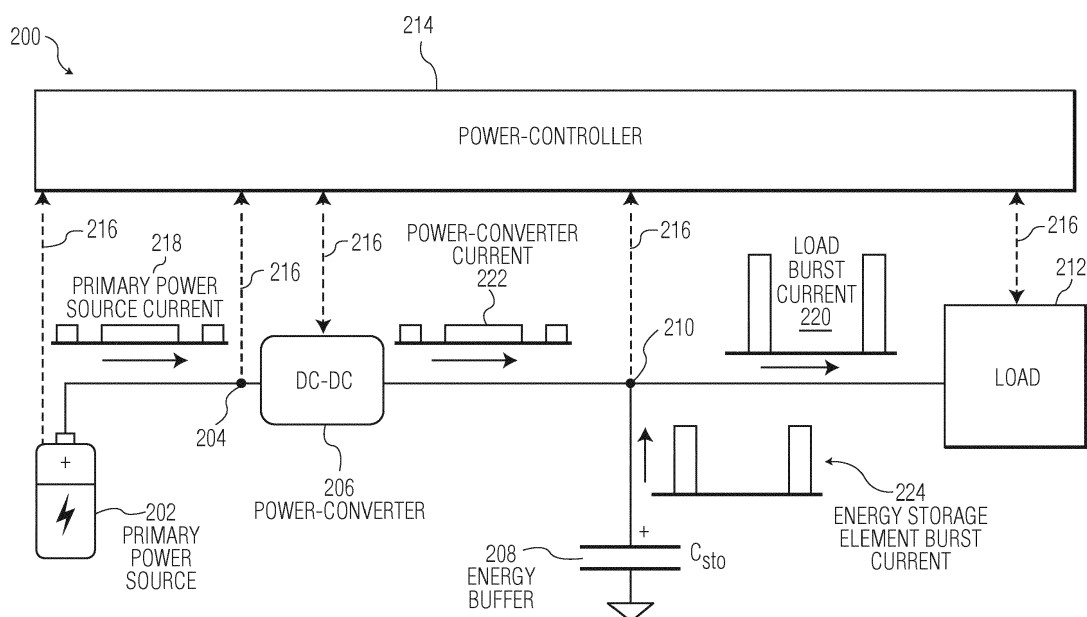 214
200
POWER-CONTROLLER
216
218
PRIMARY POWER
SOURCE CURRENT
216
216
POWER-CONVERTER
CURRENT
222
216
LOAD
BURST
CURRENT
220
216
212
210
DC-DC
LOAD
204
+
206
POWER-CONVERTER
202
PRIMARY
POWER
SOURCE
224
ENERGY STORAGE
ELEMENT BURST
CURRENT
+
208
ENERGY
BUFFER
Csto